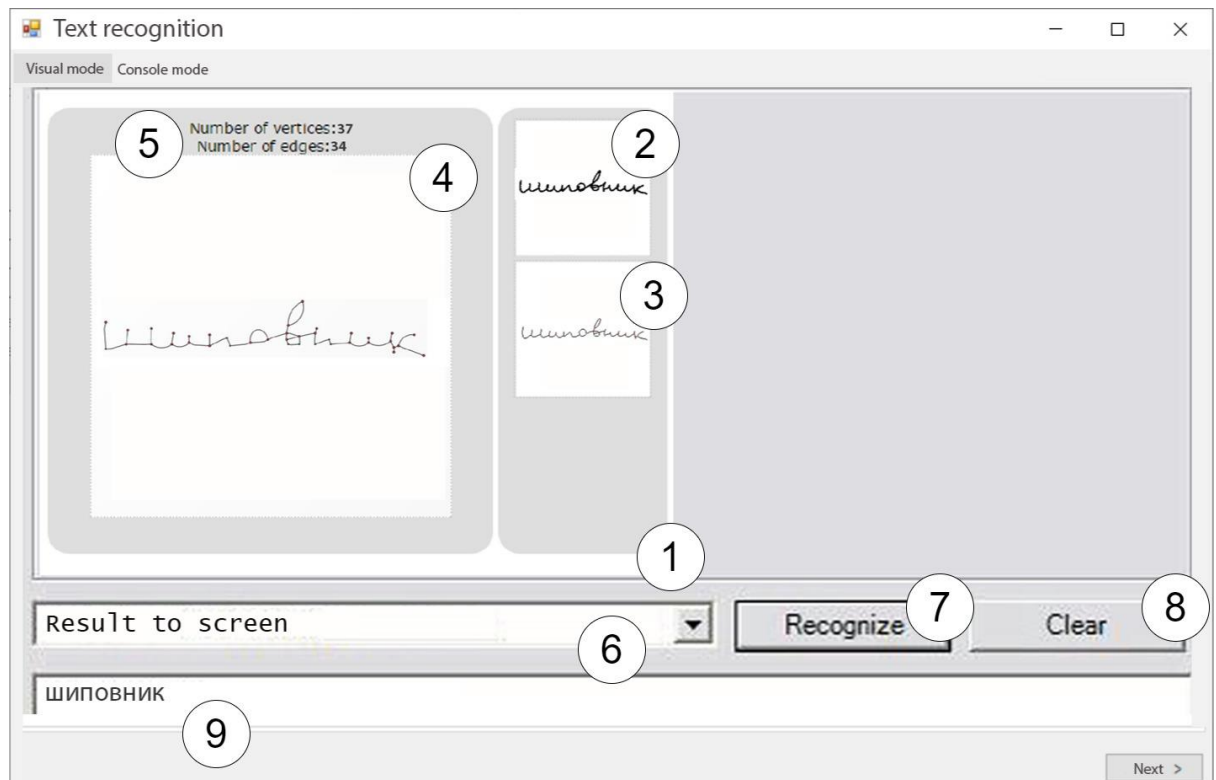 Text recognition
Visual mode Console mode
5 Number of vertices:37
Number of edges:34
4
2
шиповник
3
шиповник
шиповник
1
Result to screen
6
Recognize 7
Clear 8
шиповник
9
Next >